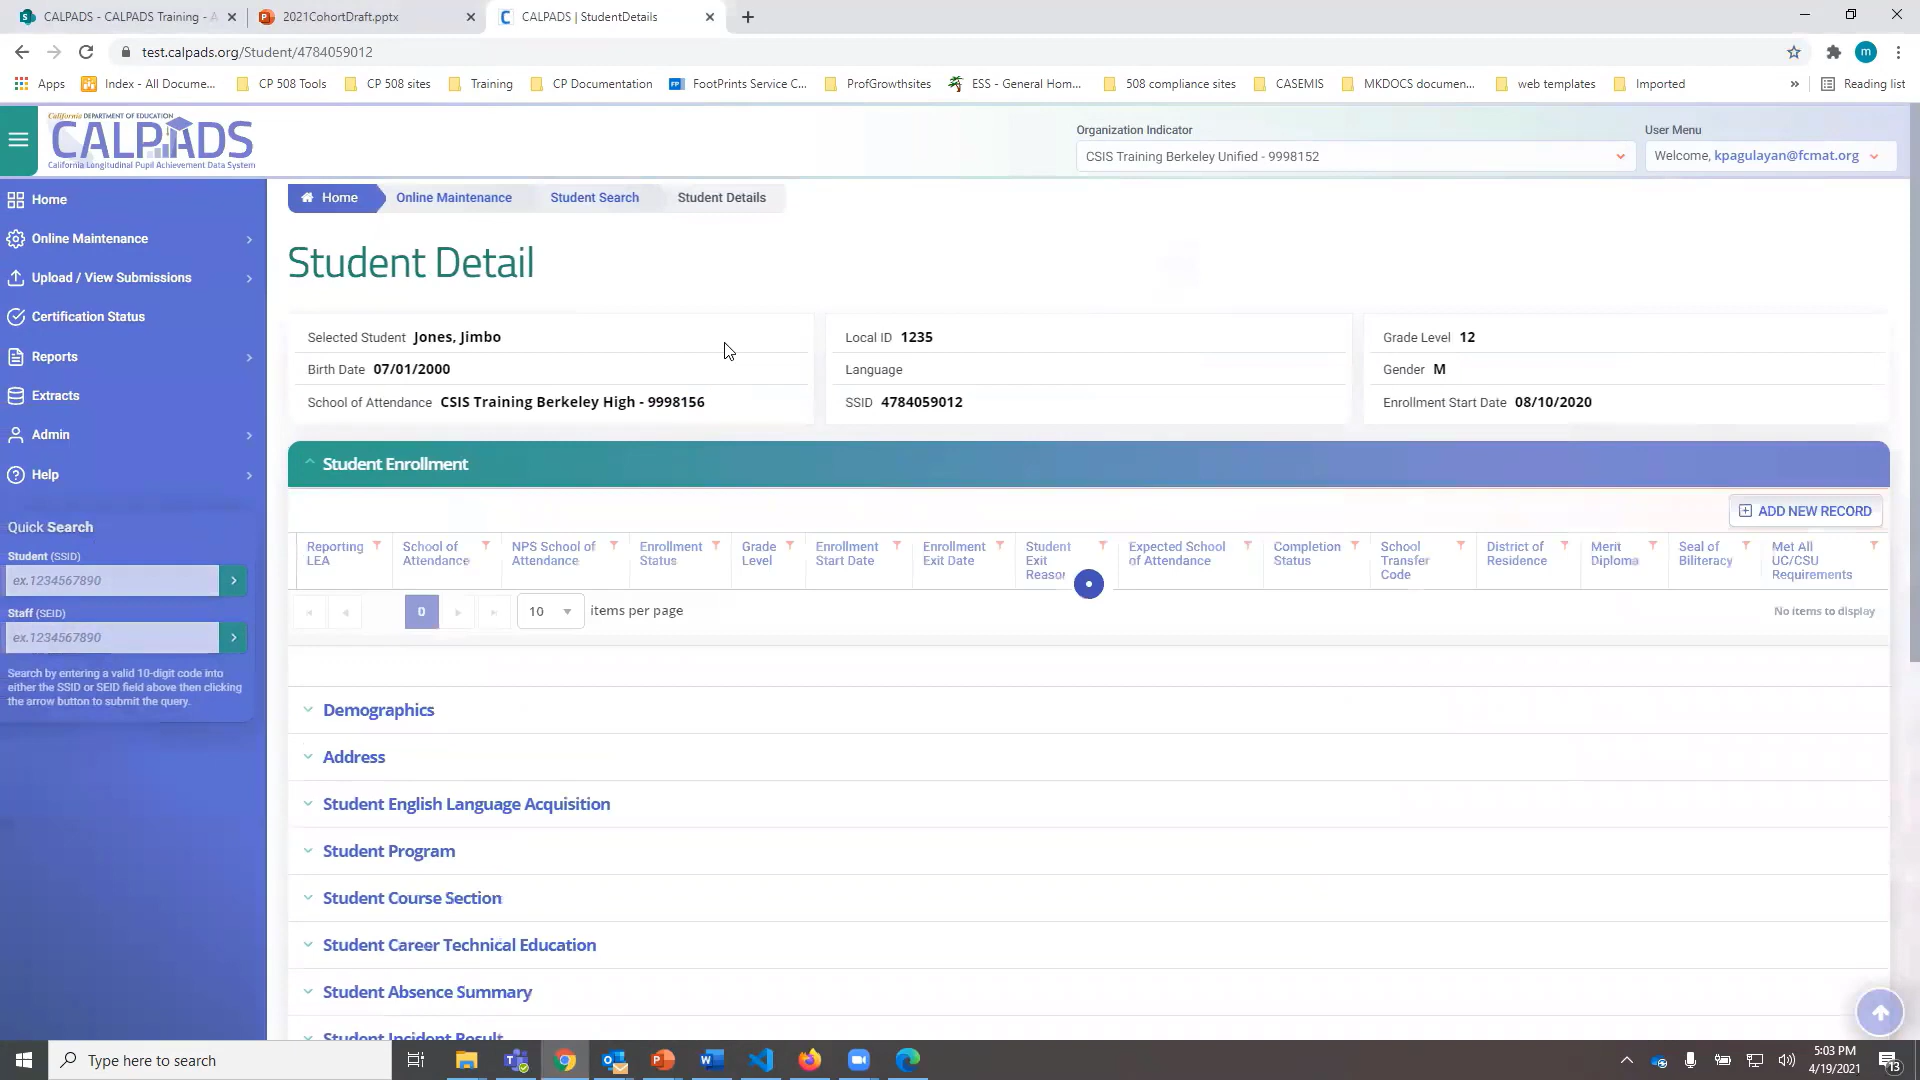 CALPADS - CALPADS Training - A
2021CohortDraft.pptx
CALPADS | StudentDetails
test.calpads.org/Student/4784059012
m
Apps
Index - All Docume...
CP 508 Tools
CP 508 sites
Training
CP Documentation
FootPrints Service C...
ProfGrowthsites
ESS - General Hom...
508 compliance sites
CASEMIS
MKDOCS documen...
web templates
Imported
»
Reading list
California DEPARTMENT OF EDUCATION
CALPADS
California Longitudinal Pupil Achievement Data System
Organization Indicator
CSIS Training Berkeley Unified - 9998152
User Menu
Welcome, kpagulayan@fcmat.org
Home
Online Maintenance
Upload / View Submissions
Certification Status
Reports
Extracts
Admin
Help
Quick Search
Student (SSID)
ex.1234567890
Staff (SEID)
ex.1234567890
Search by entering a valid 10-digit code into
either the SSID or SEID field above then clicking
the arrow button to submit the query.
Home
Online Maintenance
Student Search
Student Details
Student Detail
Selected Student Jones, Jimbo
Birth Date 07/01/2000
School of Attendance CSIS Training Berkeley High - 9998156
Local ID 1235
Language
SSID 4784059012
Grade Level 12
Gender M
Enrollment Start Date 08/10/2020
Student Enrollment
ADD NEW RECORD
Reporting
LEA
School of
Attendance
NPS School of
Attendance
Enrollment
Status
Grade
Level
Enrollment
Start Date
Enrollment
Exit Date
Student
Exit
Reason
Expected School
of Attendance
Completion
Status
School
Transfer
Code
District of
Residence
Merit
Diploma
Seal of
Biliteracy
Met All
UC/CSU
Requirements
0
10
items per page
No items to display
Demographics
Address
Student English Language Acquisition
Student Program
Student Course Section
Student Career Technical Education
Student Absence Summary
Student Incident Result
Type here to search
5:03 PM
4/19/2021
13